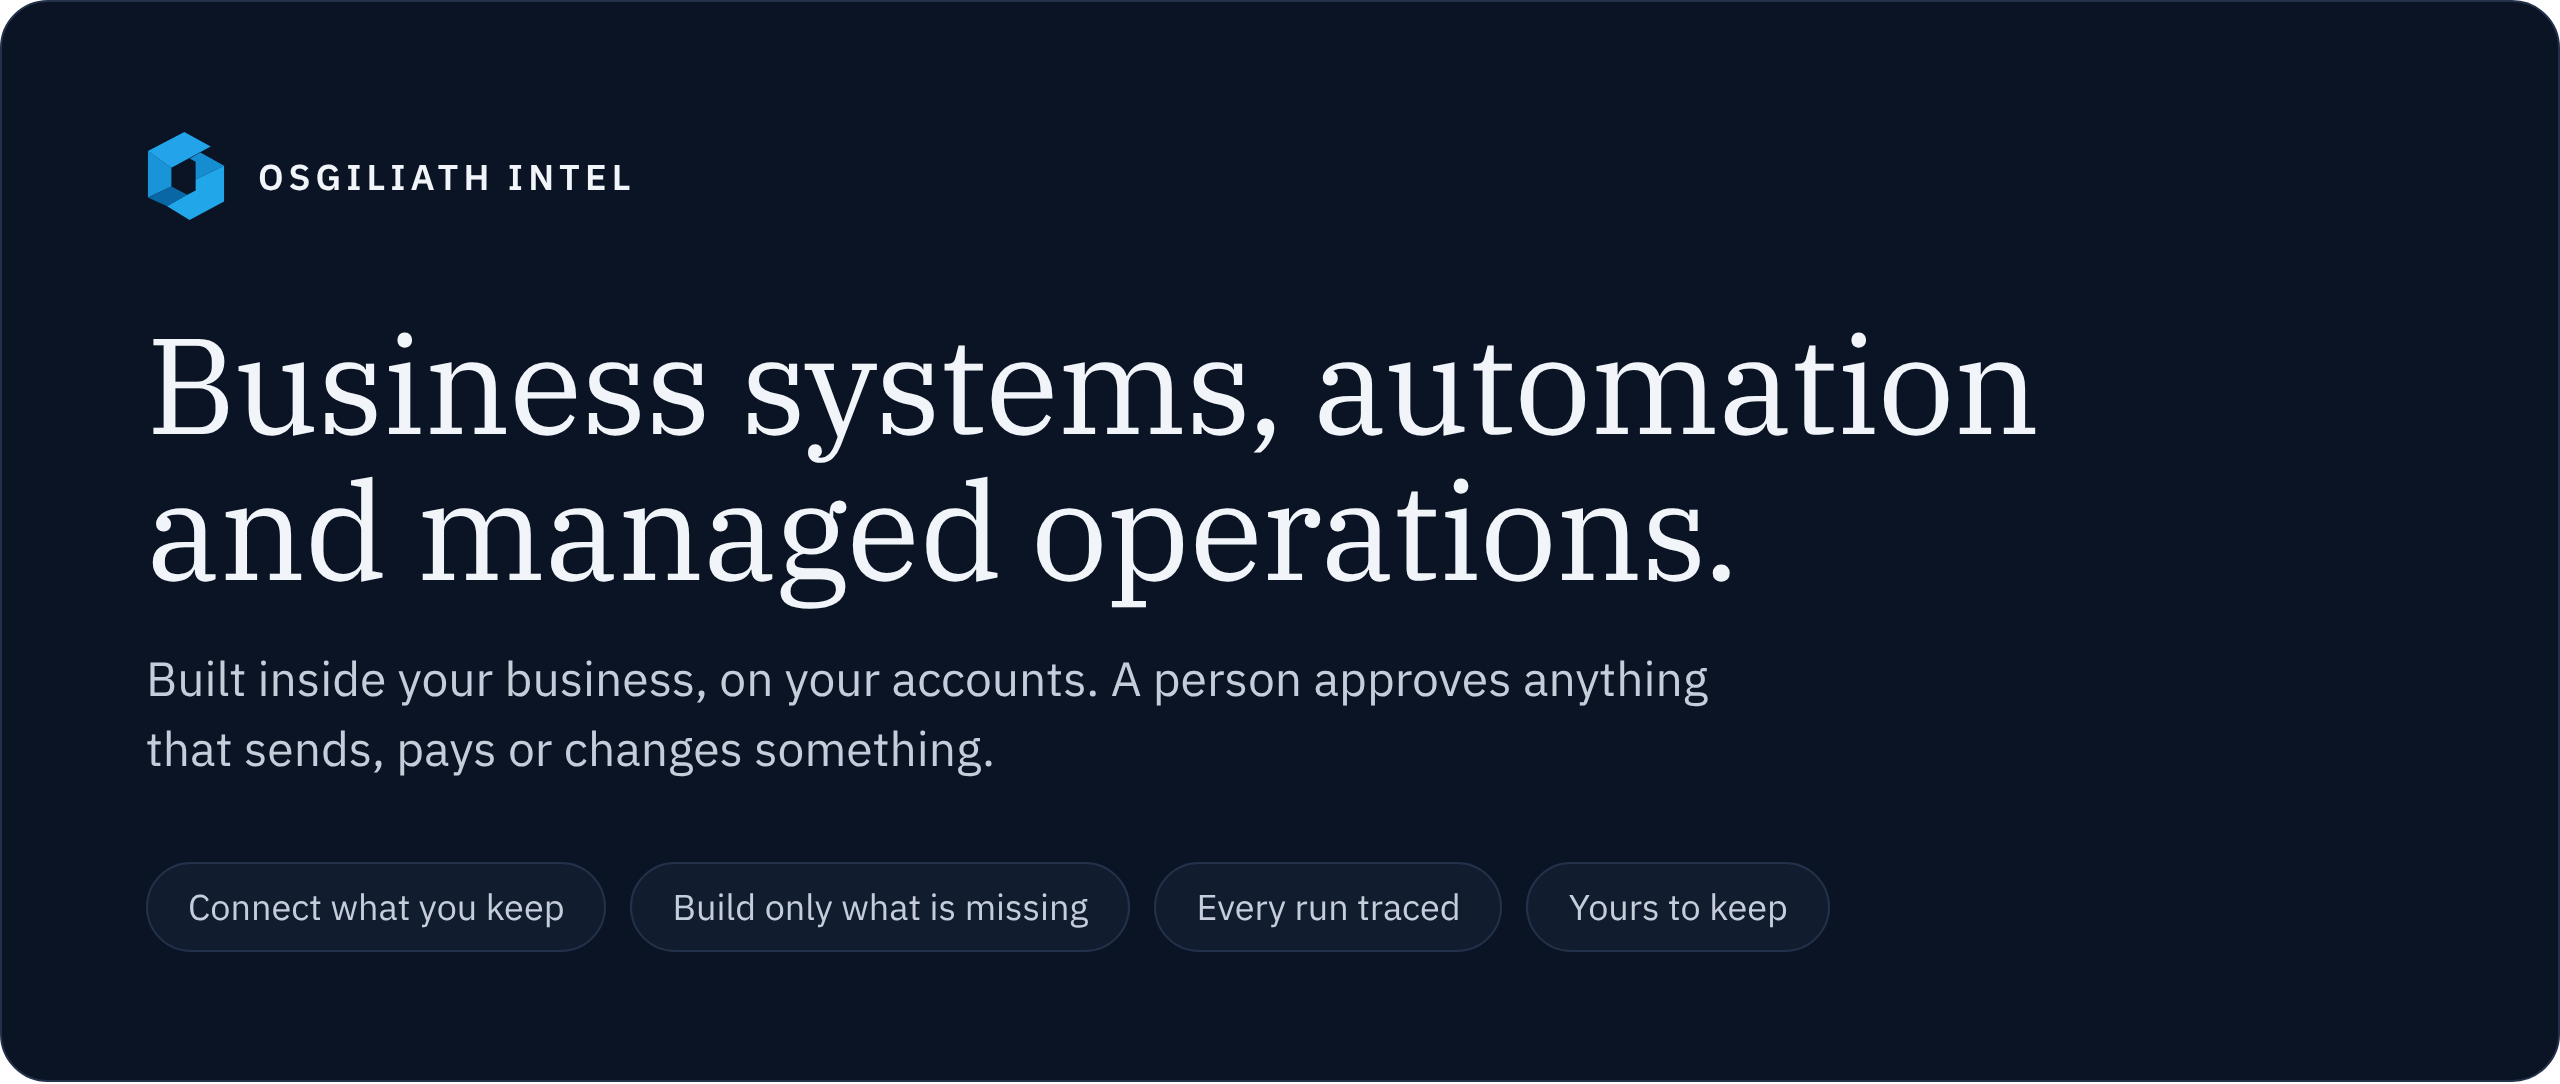 OSGILIATH INTEL
Business systems, automation
and managed operations.
Built inside your business, on your accounts. A person approves anything
that sends, pays or changes something.
Connect what you keep
Build only what is missing
Every run traced
Yours to keep